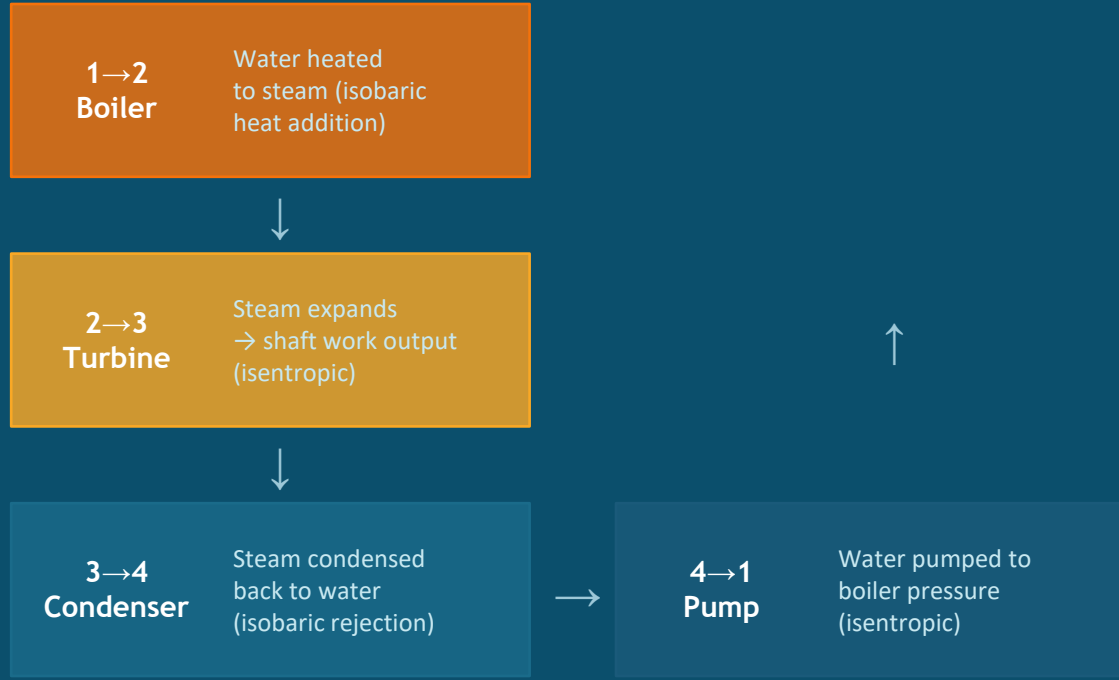 1→2
Boiler
Water heated
to steam (isobaric
heat addition)
↓
2→3
Turbine
Steam expands
→ shaft work output
(isentropic)
↑
↓
3→4
Condenser
Steam condensed
back to water
(isobaric rejection)
→
4→1
Pump
Water pumped to
boiler pressure
(isentropic)